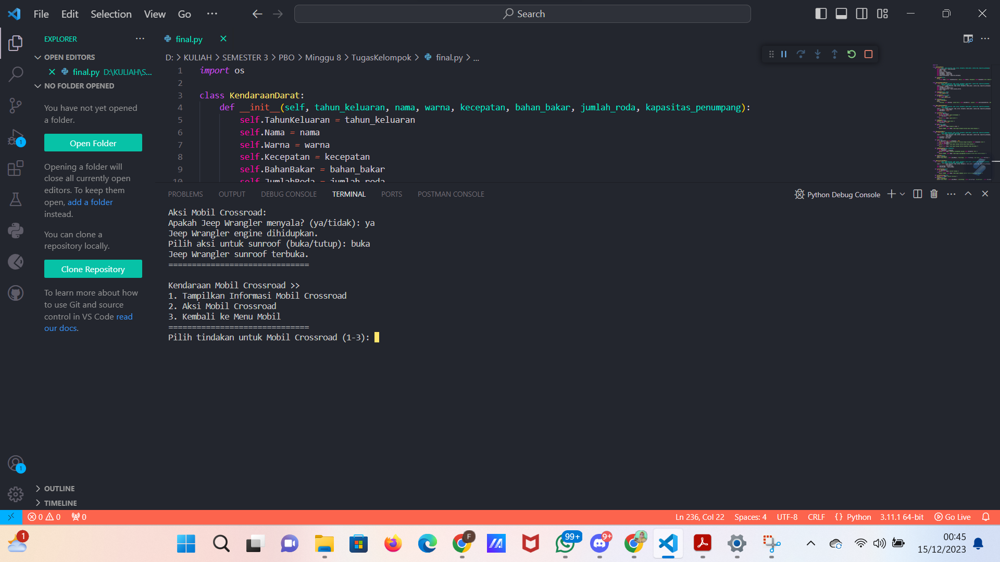 File Edit Selection View Go ··· Search
EXPLORER ···
OPEN EDITORS
final.py D:\KULIAH\S...
NO FOLDER OPENED
You have not yet opened
a folder.
Open Folder
Opening a folder will
close all currently open
editors. To keep them
open, add a folder
instead.
You can clone a
repository locally.
Clone Repository
To learn more about how
to use Git and source
control in VS Code read
our docs.
OUTLINE
TIMELINE
1
1
final.py
D: > KULIAH > SEMESTER 3 > PBO > Minggu 8 > TugasKelompok > final.py > ...
1 import os
2
3 class KendaraanDarat:
4 def __init__(self, tahun_keluaran, nama, warna, kecepatan, bahan_bakar, jumlah_roda, kapasitas_penumpang):
5 self.TahunKeluaran = tahun_keluaran
6 self.Nama = nama
7 self.Warna = warna
8 self.Kecepatan = kecepatan
9 self.BahanBakar = bahan_bakar
10 self.JumlahRoda = jumlah_roda
PROBLEMS OUTPUT DEBUG CONSOLE TERMINAL PORTS POSTMAN CONSOLE Python Debug Console
Aksi Mobil Crossroad:
Apakah Jeep Wrangler menyala? (ya/tidak): ya
Jeep Wrangler engine dihidupkan.
Pilih aksi untuk sunroof (buka/tutup): buka
Jeep Wrangler sunroof terbuka.
==============================
Kendaraan Mobil Crossroad >>
1. Tampilkan Informasi Mobil Crossroad
2. Aksi Mobil Crossroad
3. Kembali ke Menu Mobil
==============================
Pilih tindakan untuk Mobil Crossroad (1-3):
0 0 0 Ln 236, Col 22 Spaces: 4 UTF-8 CRLF {} Python 3.11.1 64-bit Go Live
1 F 99+ 9+ 00:45
15/12/2023